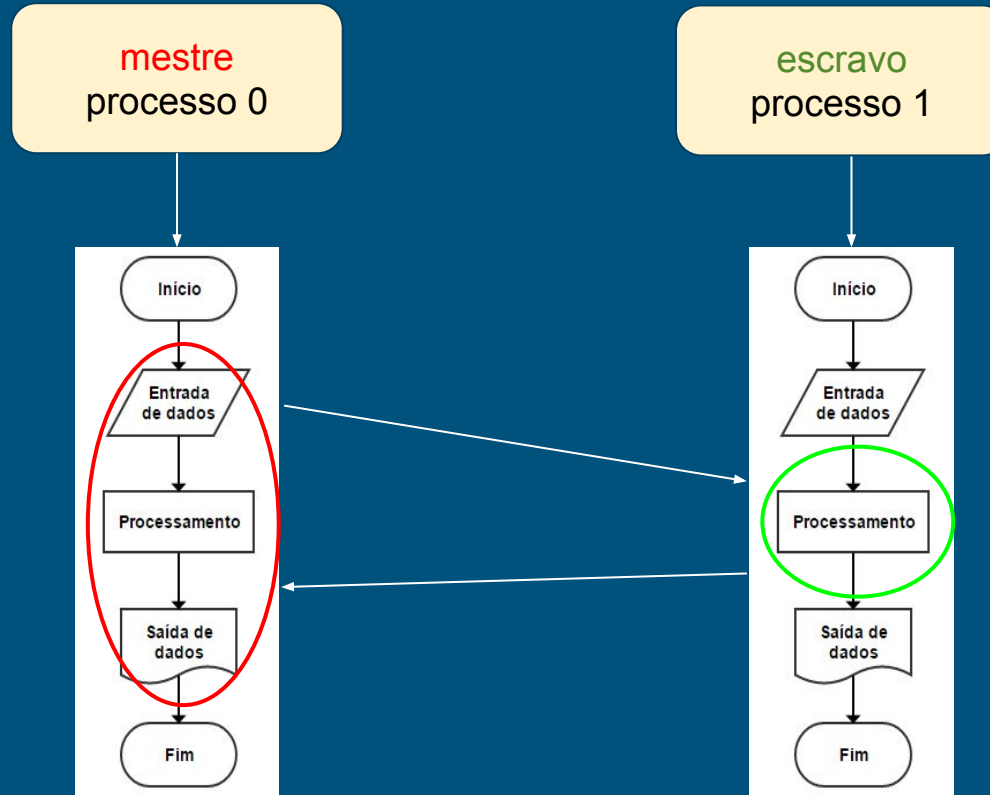 mestre
processo 0
escravo
processo 1
Início
Entrada
de dados
Processamento
Saída de
dados
Fim
Início
Entrada
de dados
Processamento
Saída de
dados
Fim